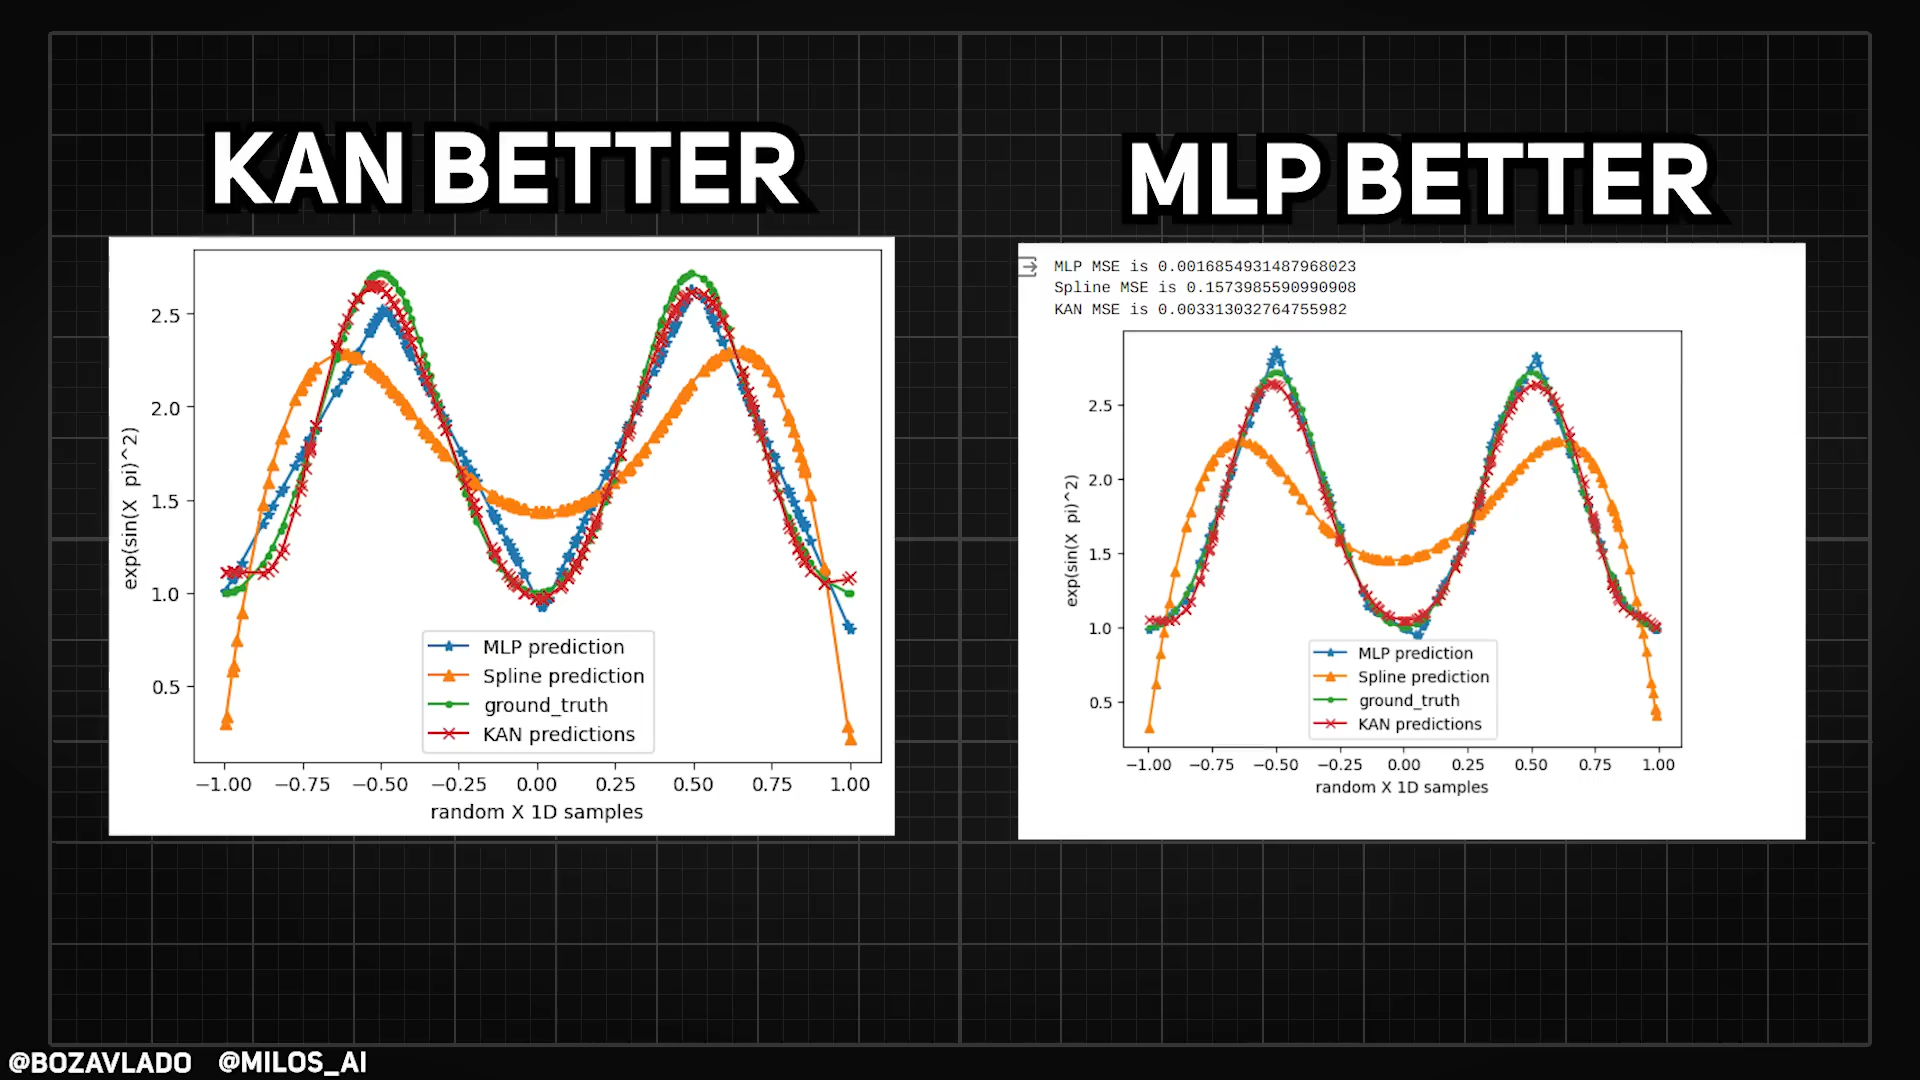 KAN BETTER
exp(sin(X pi)^2)
2.5
2.0
1.5
1.0
0.5
MLP prediction
Spline prediction
ground_truth
KAN predictions
−1.00 −0.75 −0.50 −0.25 0.00 0.25 0.50 0.75 1.00
random X 1D samples
MLP BETTER
MLP MSE is 0.0016854931487968023
Spline MSE is 0.1573985590990908
KAN MSE is 0.003313032764755982
exp(sin(X pi)^2)
2.5
2.0
1.5
1.0
0.5
MLP prediction
Spline prediction
ground_truth
KAN predictions
−1.00 −0.75 −0.50 −0.25 0.00 0.25 0.50 0.75 1.00
random X 1D samples
@BOZAVLADO @MILOS_AI